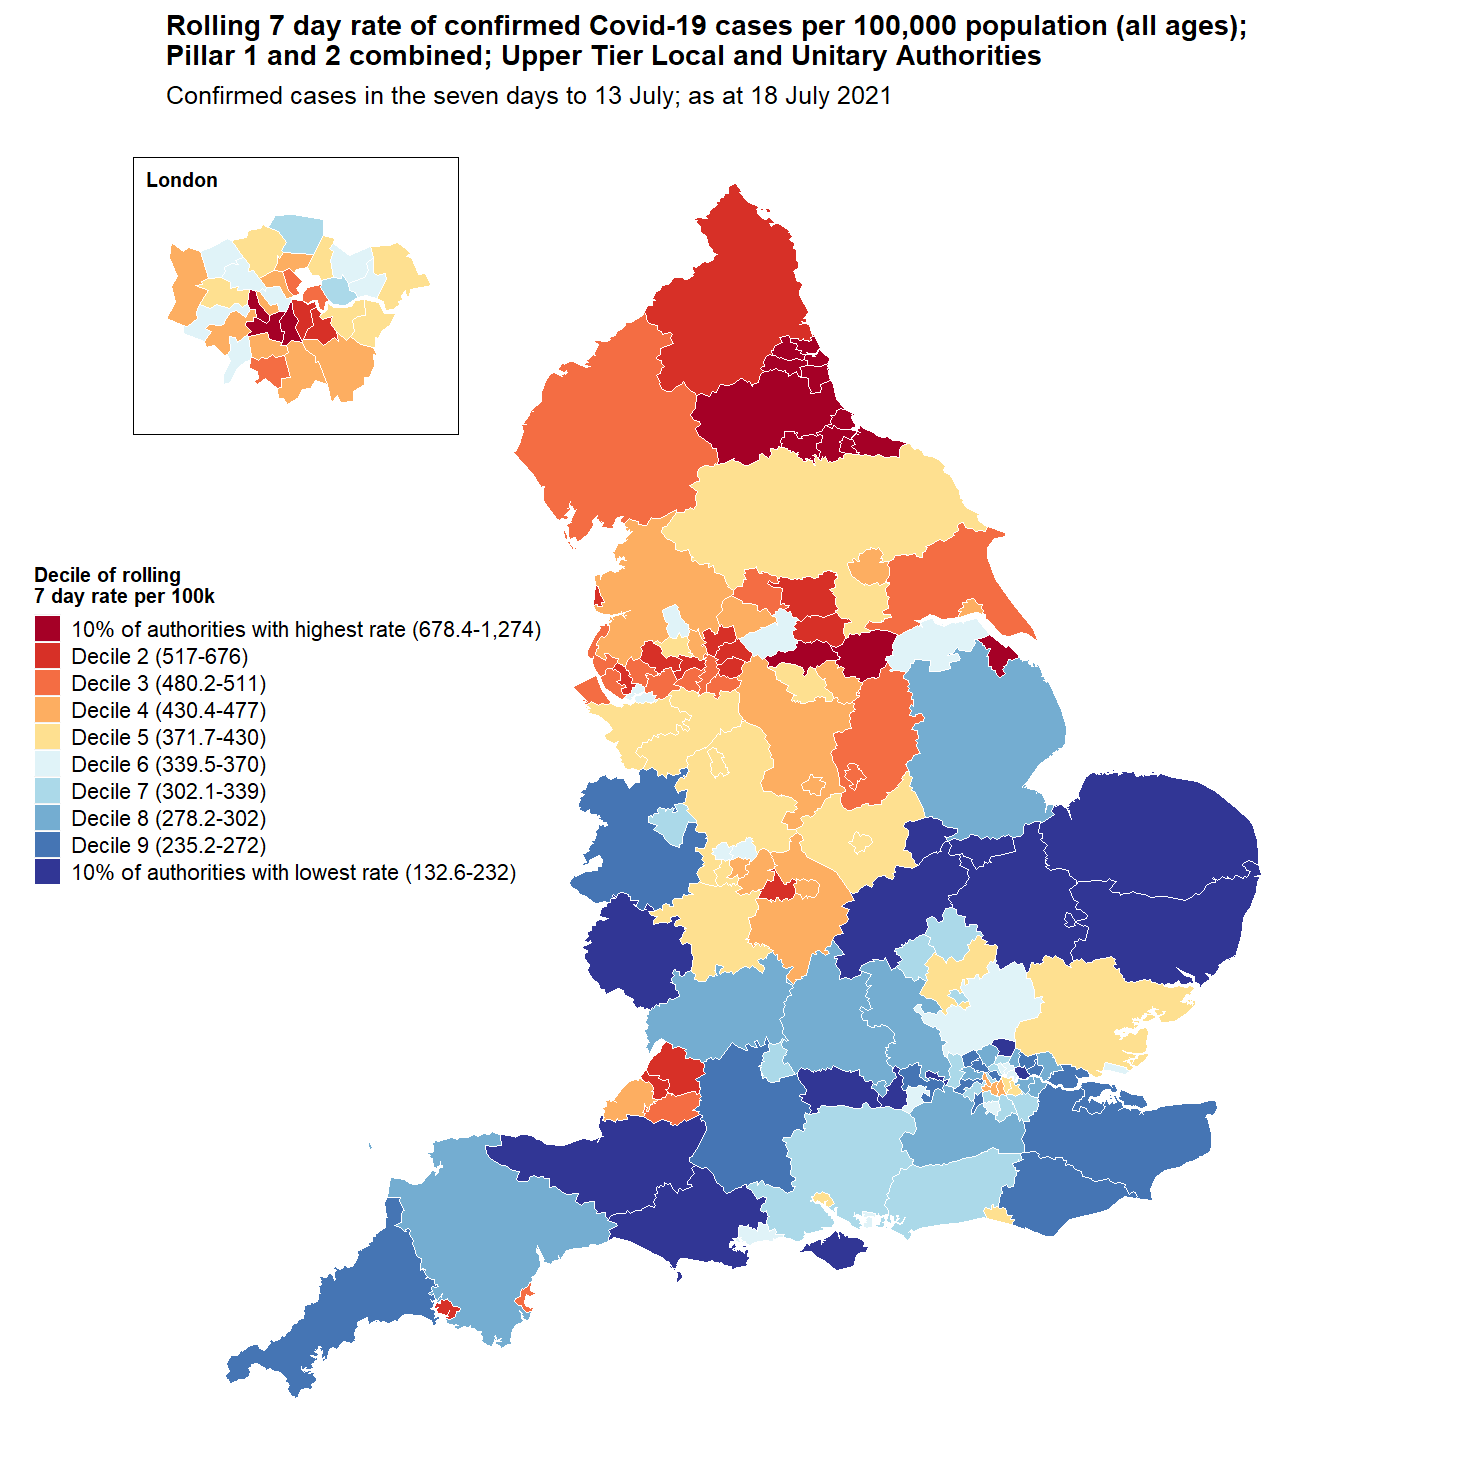 Rolling 7 day rate of confirmed Covid-19 cases per 100,000 population (all ages);
Pillar 1 and 2 combined; Upper Tier Local and Unitary Authorities
Confirmed cases in the seven days to 13 July; as at 18 July 2021
London
Decile of rolling
7 day rate per 100k
10% of authorities with highest rate (678.4-1,274)
Decile 2 (517-676)
Decile 3 (480.2-511)
Decile 4 (430.4-477)
Decile 5 (371.7-430)
Decile 6 (339.5-370)
Decile 7 (302.1-339)
Decile 8 (278.2-302)
Decile 9 (235.2-272)
10% of authorities with lowest rate (132.6-232)